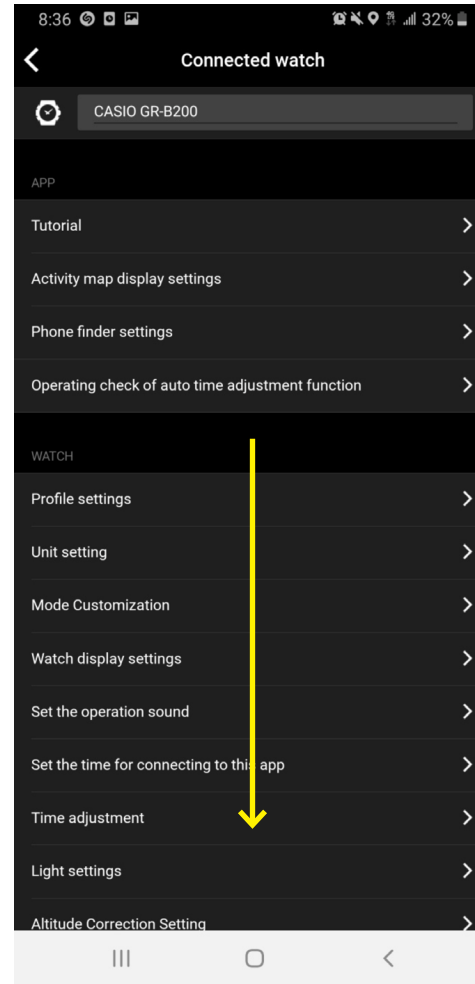 8:36
32%
Connected watch
CASIO GR-B200
APP
Tutorial
Activity map display settings
Phone finder settings
Operating check of auto time adjustment function
WATCH
Profile settings
Unit setting
Mode Customization
Watch display settings
Set the operation sound
Set the time for connecting to this app
Time adjustment
Light settings
Altitude Correction Setting